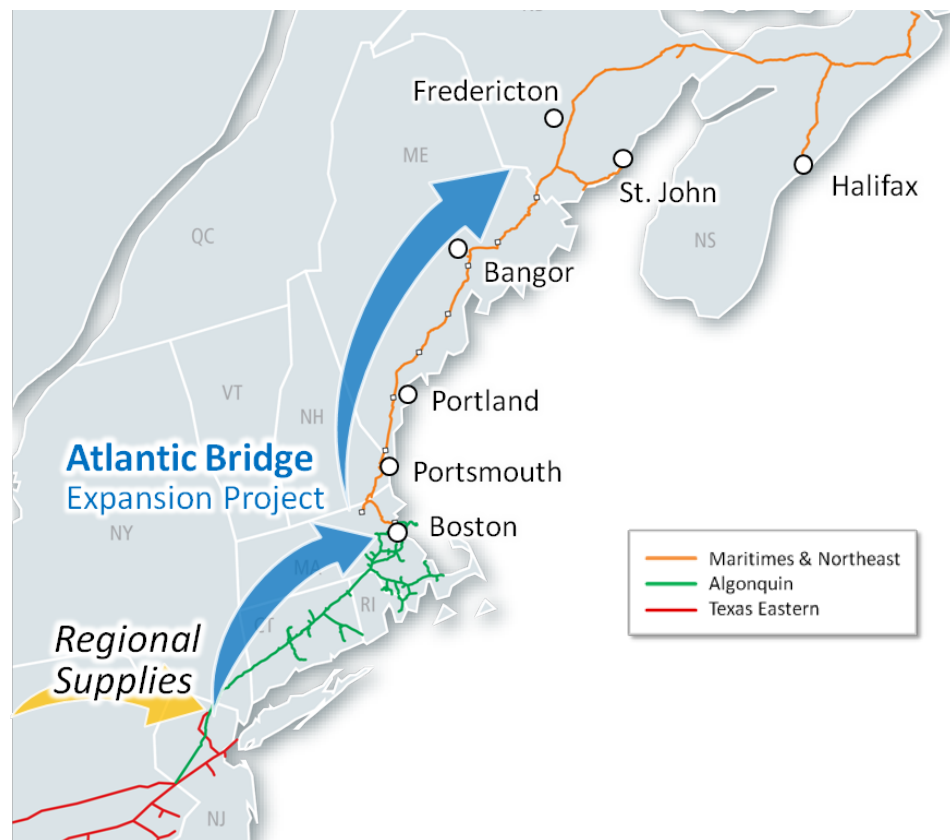 Fredericton
ME
St. John
Halifax
QC
NS
Bangor
VT
NH
Portland
Atlantic Bridge
Expansion Project
Portsmouth
NY
Boston
Maritimes & Northeast
Algonquin
Texas Eastern
MA
RI
CT
Regional
Supplies
NJ